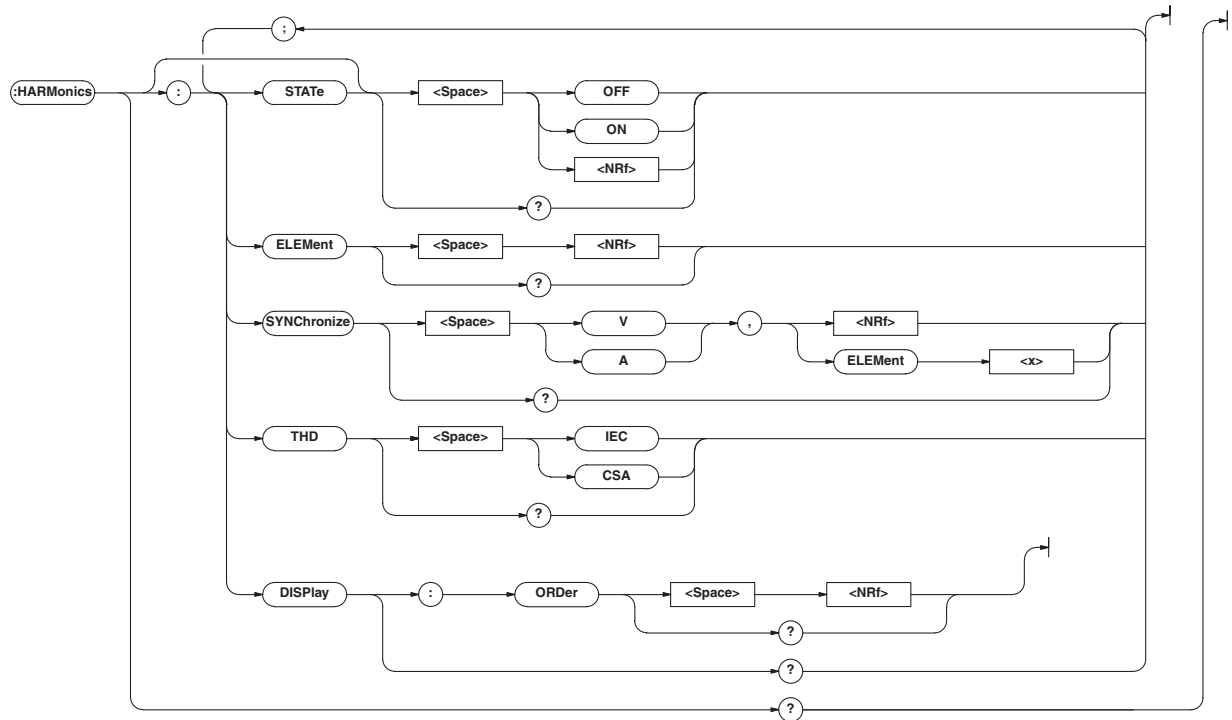 ;
:HARMonics : STATe <Space> OFF
ON
<NRf>
?
ELEMent <Space> <NRf>
?
SYNChronize <Space> V , <NRf>
A ELEMent <x>
?
THD <Space> IEC
CSA
?
DISPlay : ORDer <Space> <NRf>
?
?
?